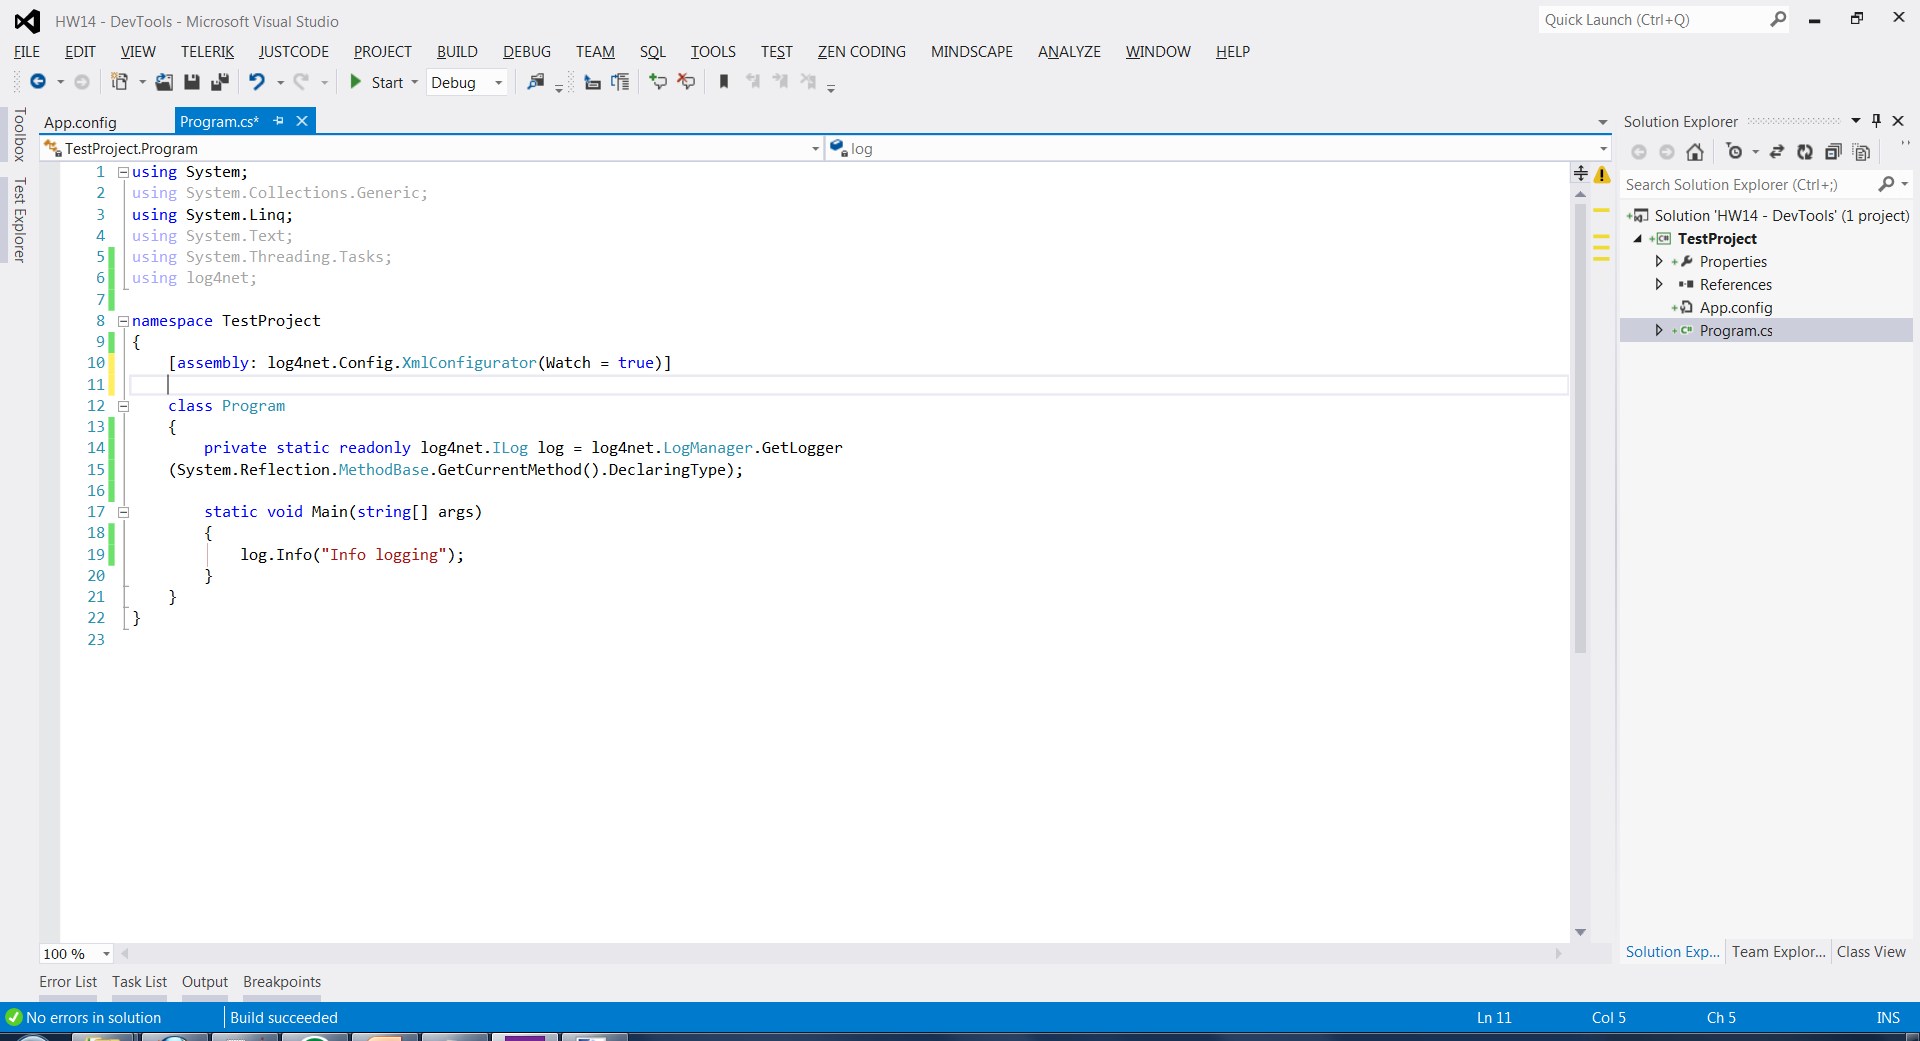 HW14 - DevTools - Microsoft Visual Studio
Quick Launch (Ctrl+Q)
FILE EDIT VIEW TELERIK JUSTCODE PROJECT BUILD DEBUG TEAM SQL TOOLS TEST ZEN CODING MINDSCAPE ANALYZE WINDOW HELP
Start Debug
Toolbox
Test Explorer
App.config Program.cs*
TestProject.Program log
1 using System;
2 using System.Collections.Generic;
3 using System.Linq;
4 using System.Text;
5 using System.Threading.Tasks;
6 using log4net;
7
8 namespace TestProject
9 {
10 [assembly: log4net.Config.XmlConfigurator(Watch = true)]
11
12 class Program
13 {
14 private static readonly log4net.ILog log = log4net.LogManager.GetLogger
15 (System.Reflection.MethodBase.GetCurrentMethod().DeclaringType);
16
17 static void Main(string[] args)
18 {
19 log.Info("Info logging");
20 }
21 }
22 }
23
100 %
Solution Explorer
Search Solution Explorer (Ctrl+;)
Solution 'HW14 - DevTools' (1 project)
TestProject
Properties
References
App.config
Program.cs
Solution Exp... Team Explor... Class View
Error List Task List Output Breakpoints
No errors in solution Build succeeded Ln 11 Col 5 Ch 5 INS